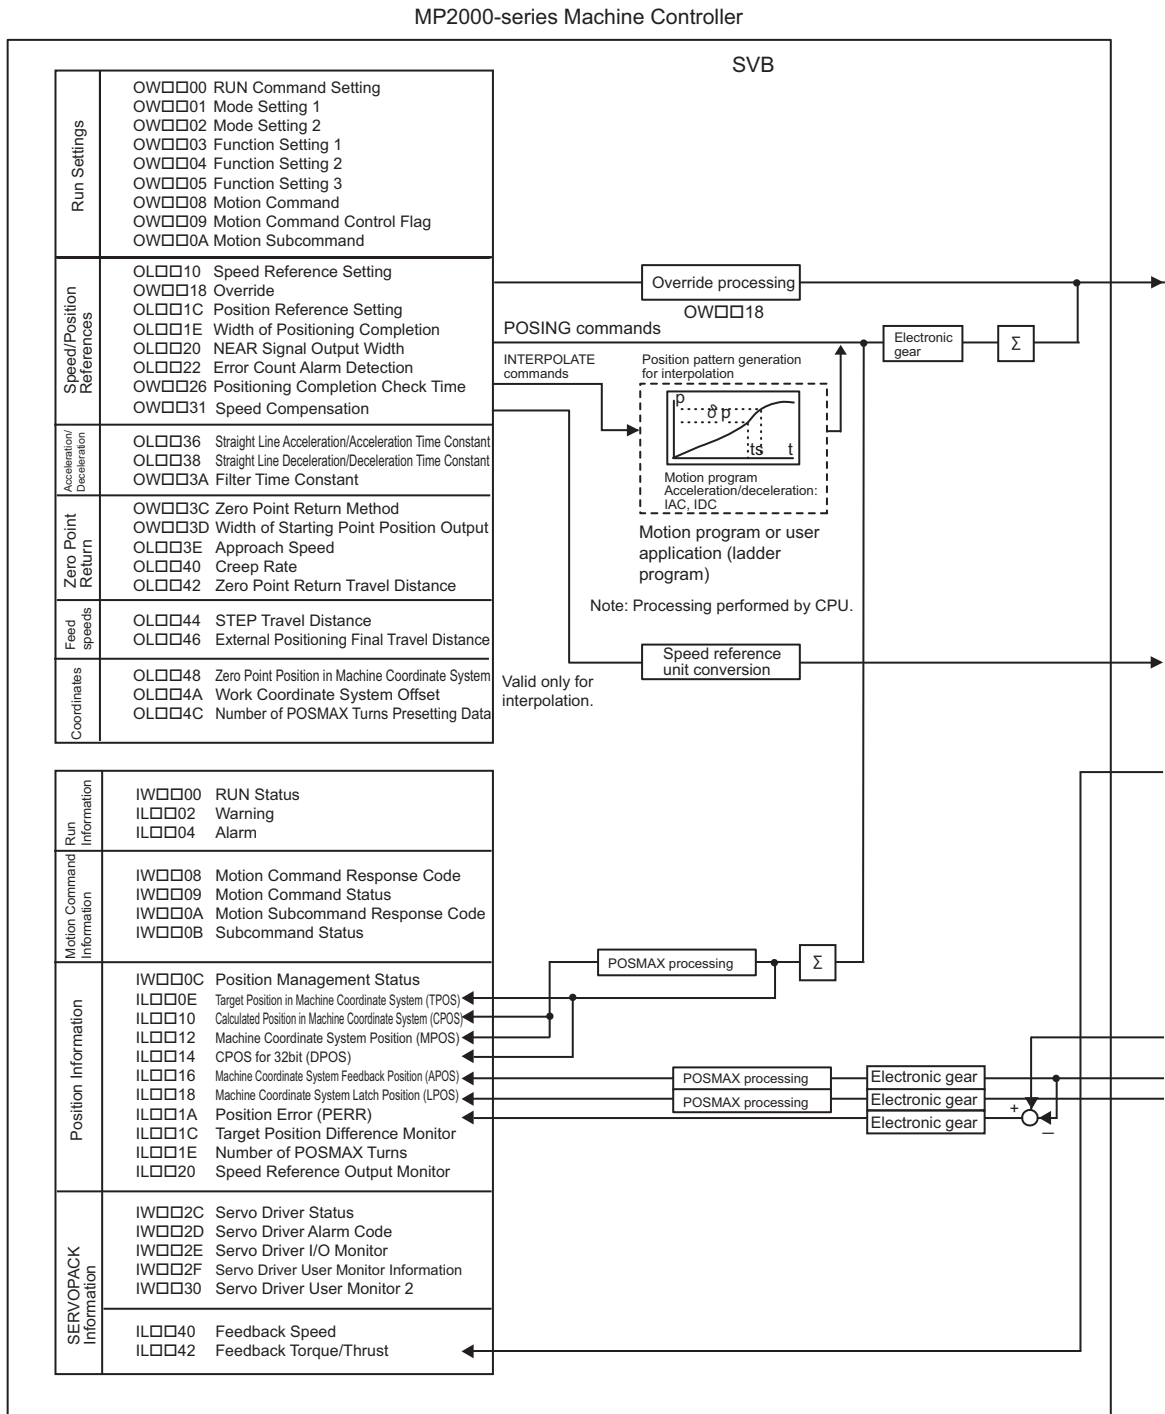 MP2000-series Machine Controller
SVB
Run Settings
OW□□00 RUN Command Setting
OW□□01 Mode Setting 1
OW□□02 Mode Setting 2
OW□□03 Function Setting 1
OW□□04 Function Setting 2
OW□□05 Function Setting 3
OW□□08 Motion Command
OW□□09 Motion Command Control Flag
OW□□0A Motion Subcommand
Speed/Position
References
OL□□10 Speed Reference Setting
OW□□18 Override
OL□□1C Position Reference Setting
OL□□1E Width of Positioning Completion
OL□□20 NEAR Signal Output Width
OL□□22 Error Count Alarm Detection
OW□□26 Positioning Completion Check Time
OW□□31 Speed Compensation
Acceleration/
Deceleration
OL□□36 Straight Line Acceleration/Acceleration Time Constant
OL□□38 Straight Line Deceleration/Deceleration Time Constant
OW□□3A Filter Time Constant
Zero Point
Return
OW□□3C Zero Point Return Method
OW□□3D Width of Starting Point Position Output
OL□□3E Approach Speed
OL□□40 Creep Rate
OL□□42 Zero Point Return Travel Distance
Feed
speeds
OL□□44 STEP Travel Distance
OL□□46 External Positioning Final Travel Distance
Coordinates
OL□□48 Zero Point Position in Machine Coordinate System
OL□□4A Work Coordinate System Offset
OL□□4C Number of POSMAX Turns Presetting Data
Override processing
OW□□18
POSING commands
Electronic
gear
Σ
INTERPOLATE
commands
Position pattern generation
for interpolation
p
δ p
ts
t
Motion program
Acceleration/deceleration:
IAC, IDC
Motion program or user
application (ladder
program)
Note: Processing performed by CPU.
Speed reference
unit conversion
Valid only for
interpolation.
Run
Information
IW□□00 RUN Status
IL□□02 Warning
IL□□04 Alarm
Motion Command
Information
IW□□08 Motion Command Response Code
IW□□09 Motion Command Status
IW□□0A Motion Subcommand Response Code
IW□□0B Subcommand Status
Position Information
IW□□0C Position Management Status
IL□□0E Target Position in Machine Coordinate System (TPOS)
IL□□10 Calculated Position in Machine Coordinate System (CPOS)
IL□□12 Machine Coordinate System Position (MPOS)
IL□□14 CPOS for 32bit (DPOS)
IL□□16 Machine Coordinate System Feedback Position (APOS)
IL□□18 Machine Coordinate System Latch Position (LPOS)
IL□□1A Position Error (PERR)
IL□□1C Target Position Difference Monitor
IL□□1E Number of POSMAX Turns
IL□□20 Speed Reference Output Monitor
POSMAX processing
Σ
POSMAX processing
Electronic gear
POSMAX processing
Electronic gear
Electronic gear
+
−
SERVOPACK
Information
IW□□2C Servo Driver Status
IW□□2D Servo Driver Alarm Code
IW□□2E Servo Driver I/O Monitor
IW□□2F Servo Driver User Monitor Information
IW□□30 Servo Driver User Monitor 2
IL□□40 Feedback Speed
IL□□42 Feedback Torque/Thrust